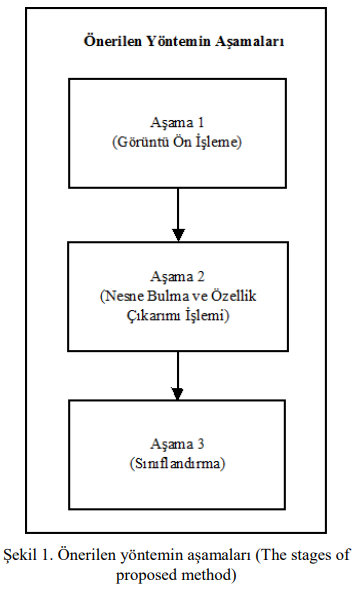 Önerilen Yöntemin Aşamaları
Aşama 1
(Görüntü Ön İşleme)
Aşama 2
(Nesne Bulma ve Özellik
Çıkarımı İşlemi)
Aşama 3
(Sınıflandırma)
Şekil 1. Önerilen yöntemin aşamaları (The stages of
proposed method)